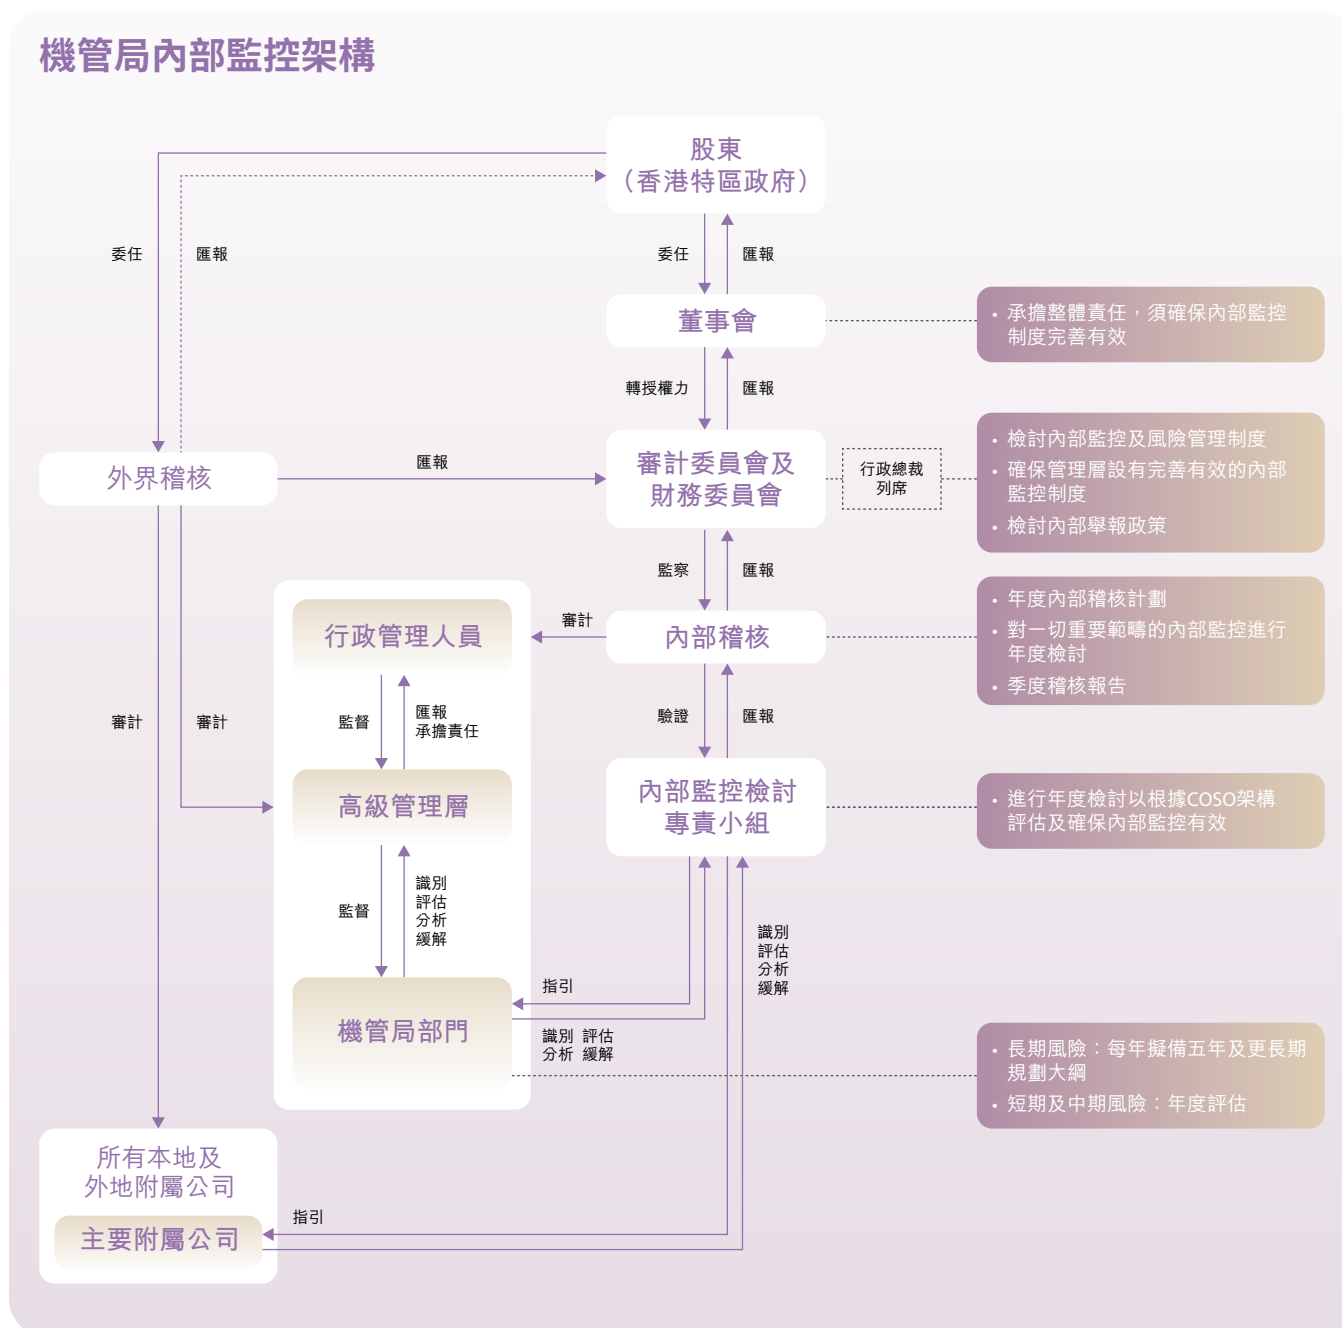 機管局內部監控架構
股東
（香港特區政府）
委任
匯報
委任
匯報
董事會
• 承擔整體責任，須確保內部監控
制度完善有效
轉授權力
匯報
外界稽核
匯報
審計委員會及
財務委員會
行政總裁
列席
• 檢討內部監控及風險管理制度
• 確保管理層設有完善有效的內部
監控制度
• 檢討內部舉報政策
監察
匯報
行政管理人員
審計
內部稽核
• 年度內部稽核計劃
• 對一切重要範疇的內部監控進行
年度檢討
• 季度稽核報告
審計
審計
監督
匯報
承擔責任
驗證
匯報
高級管理層
內部監控檢討
專責小組
• 進行年度檢討以根據COSO架構
評估及確保內部監控有效
監督
識別
評估
分析
緩解
識別
評估
分析
緩解
指引
機管局部門
識別 評估
分析 緩解
• 長期風險：每年擬備五年及更長期
規劃大綱
• 短期及中期風險：年度評估
所有本地及
外地附屬公司
主要附屬公司
指引